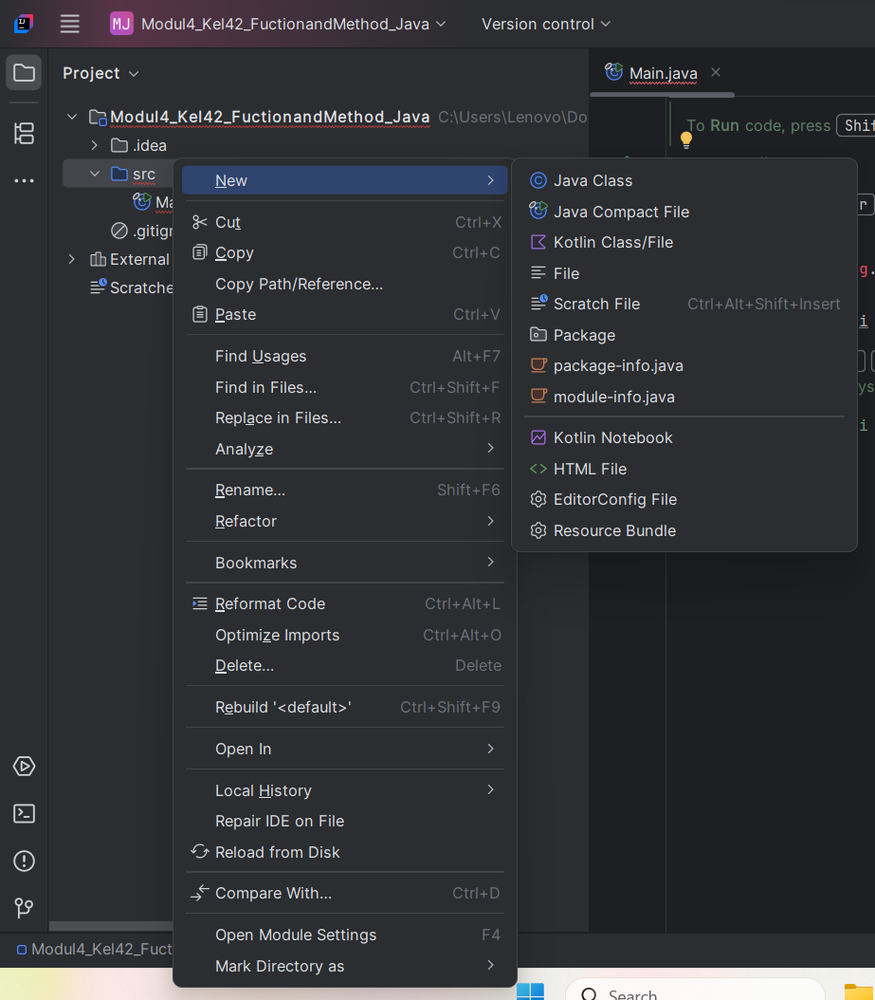 MJ Modul4_Kel42_FuctionandMethod_Java Version control
Project
Main.java
Modul4_Kel42_FuctionandMethod_Java C:\Users\Lenovo\Do
To Run code, press Shif
.idea
src
Ma
.gitign
External
Scratche
New
Cut Ctrl+X
Copy Ctrl+C
Copy Path/Reference...
Paste Ctrl+V
Find Usages Alt+F7
Find in Files... Ctrl+Shift+F
Replace in Files... Ctrl+Shift+R
Analyze
Rename... Shift+F6
Refactor
Bookmarks
Reformat Code Ctrl+Alt+L
Optimize Imports Ctrl+Alt+O
Delete... Delete
Rebuild '<default>' Ctrl+Shift+F9
Open In
Local History
Repair IDE on File
Reload from Disk
Compare With... Ctrl+D
Open Module Settings F4
Mark Directory as
Java Class
Java Compact File
Kotlin Class/File
File
Scratch File Ctrl+Alt+Shift+Insert
Package
package-info.java
module-info.java
Kotlin Notebook
HTML File
EditorConfig File
Resource Bundle
r
g.
i
ys
i
Modul4_Kel42_Fuct
Search